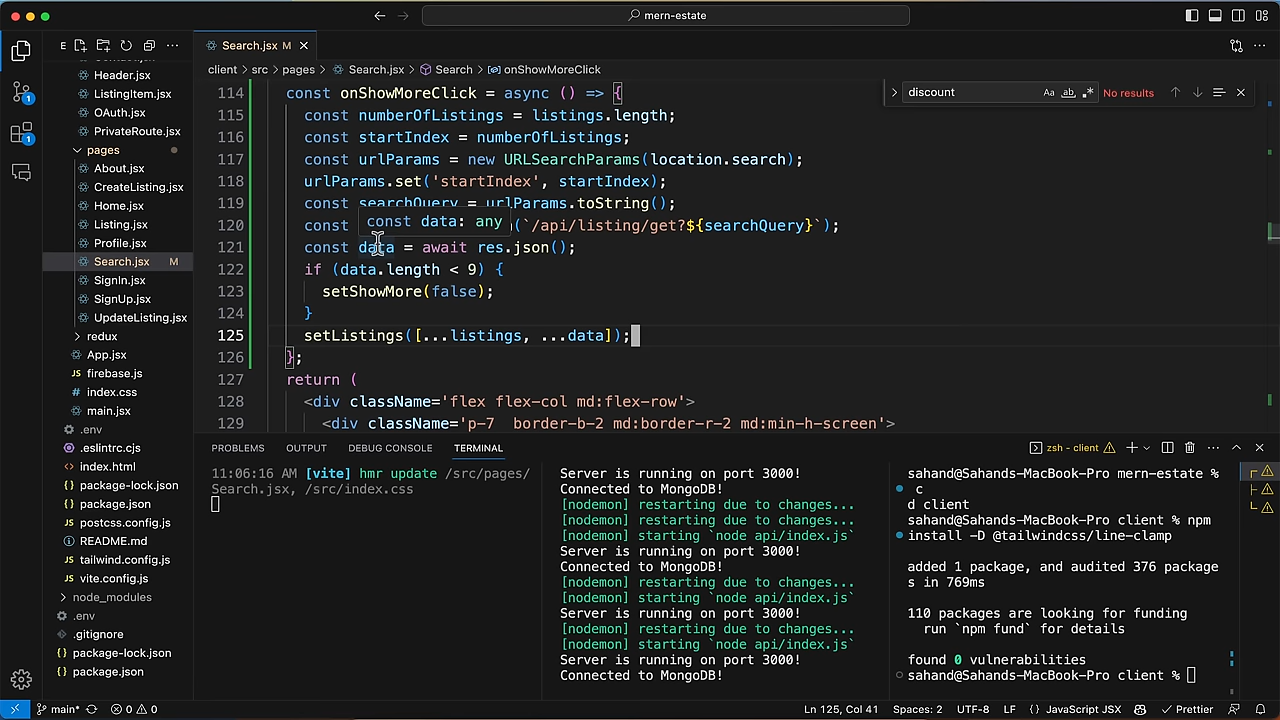 mern-estate
E
Header.jsx
ListingItem.jsx
OAuth.jsx
PrivateRoute.jsx
pages
About.jsx
CreateListing.jsx
Home.jsx
Listing.jsx
Profile.jsx
Search.jsx M
SignIn.jsx
SignUp.jsx
UpdateListing.jsx
redux
App.jsx
JS firebase.js
# index.css
main.jsx
.env
.eslintrc.cjs
<> index.html
{} package-lock.json
{} package.json
JS postcss.config.js
README.md
JS tailwind.config.js
JS vite.config.js
node_modules
.env
.gitignore
{} package-lock.json
{} package.json
1
1
Search.jsx M
client > src > pages > Search.jsx > Search > onShowMoreClick
discount Aa ab .* No results
114 const onShowMoreClick = async () => {
115 const numberOfListings = listings.length;
116 const startIndex = numberOfListings;
117 const urlParams = new URLSearchParams(location.search);
118 urlParams.set('startIndex', startIndex);
119 const searchQuery = urlParams.toString();
const data: any
120 const (`/api/listing/get?${searchQuery}`);
121 const data = await res.json();
122 if (data.length < 9) {
123 setShowMore(false);
124 }
125 setListings([...listings, ...data]);
126 };
127 return (
128 <div className='flex flex-col md:flex-row'>
129 <div className='p-7  border-b-2 md:border-r-2 md:min-h-screen'>
PROBLEMS OUTPUT DEBUG CONSOLE TERMINAL
zsh - client
11:06:16 AM [vite] hmr update /src/pages/
Search.jsx, /src/index.css
Server is running on port 3000!
Connected to MongoDB!
[nodemon] restarting due to changes...
[nodemon] restarting due to changes...
[nodemon] starting `node api/index.js`
Server is running on port 3000!
Connected to MongoDB!
[nodemon] restarting due to changes...
[nodemon] starting `node api/index.js`
Server is running on port 3000!
[nodemon] restarting due to changes...
[nodemon] starting `node api/index.js`
Server is running on port 3000!
Connected to MongoDB!
sahand@Sahands-MacBook-Pro mern-estate %
c
d client
sahand@Sahands-MacBook-Pro client % npm
install -D @tailwindcss/line-clamp
added 1 package, and audited 376 package
s in 769ms
110 packages are looking for funding
run `npm fund` for details
found 0 vulnerabilities
sahand@Sahands-MacBook-Pro client %
main* 0 0
Ln 125, Col 41 Spaces: 2 UTF-8 LF {} JavaScript JSX Prettier